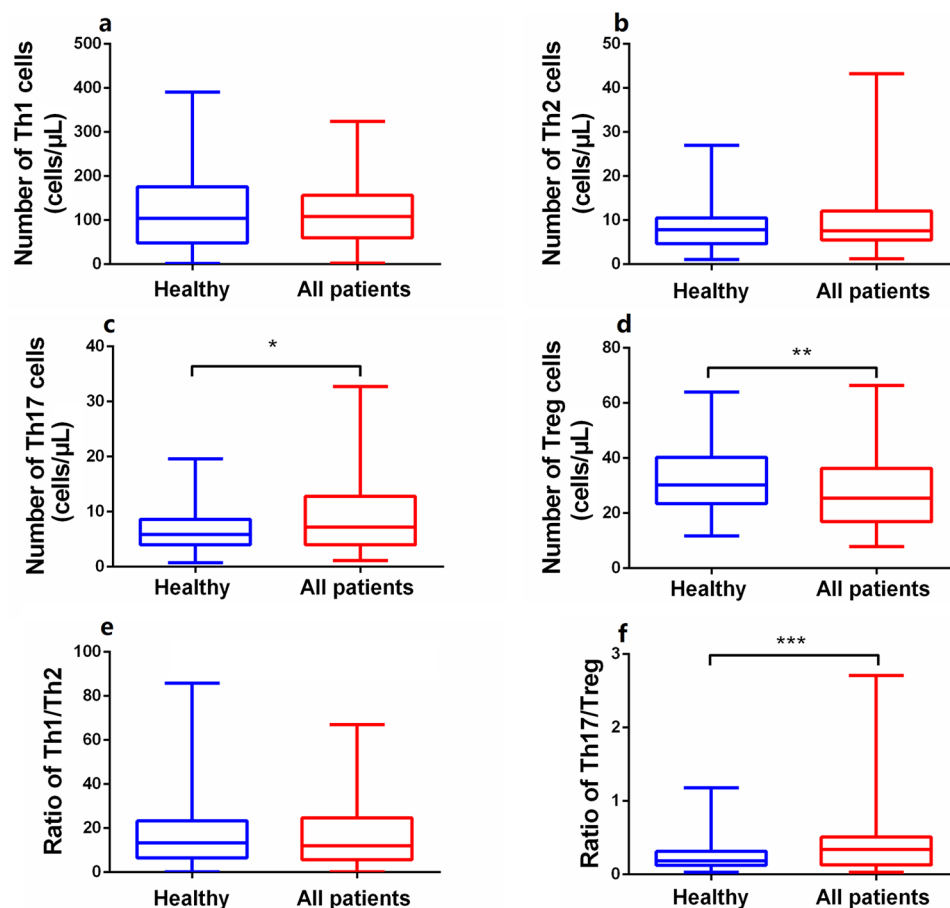 a
Number of Th1 cells
(cells/μL)
500
400
300
200
100
0
Healthy
All patients
b
Number of Th2 cells
(cells/μL)
50
40
30
20
10
0
Healthy
All patients
c
Number of Th17 cells
(cells/μL)
40
30
20
10
0
*
Healthy
All patients
d
Number of Treg cells
(cells/μL)
80
60
40
20
0
**
Healthy
All patients
e
Ratio of Th1/Th2
100
80
60
40
20
0
Healthy
All patients
f
Ratio of Th17/Treg
3
2
1
0
***
Healthy
All patients